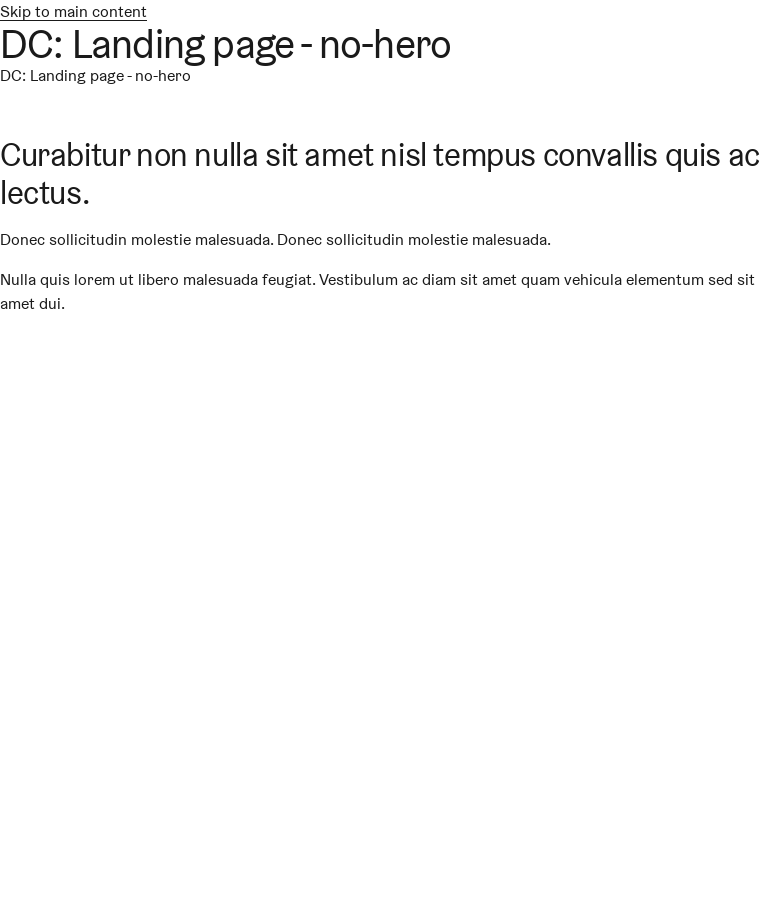 Skip to main content
DC: Landing page - no-hero
DC: Landing page - no-hero
Curabitur non nulla sit amet nisl tempus convallis quis ac
lectus.
Donec sollicitudin molestie malesuada. Donec sollicitudin molestie malesuada.
Nulla quis lorem ut libero malesuada feugiat. Vestibulum ac diam sit amet quam vehicula elementum sed sit
amet dui.